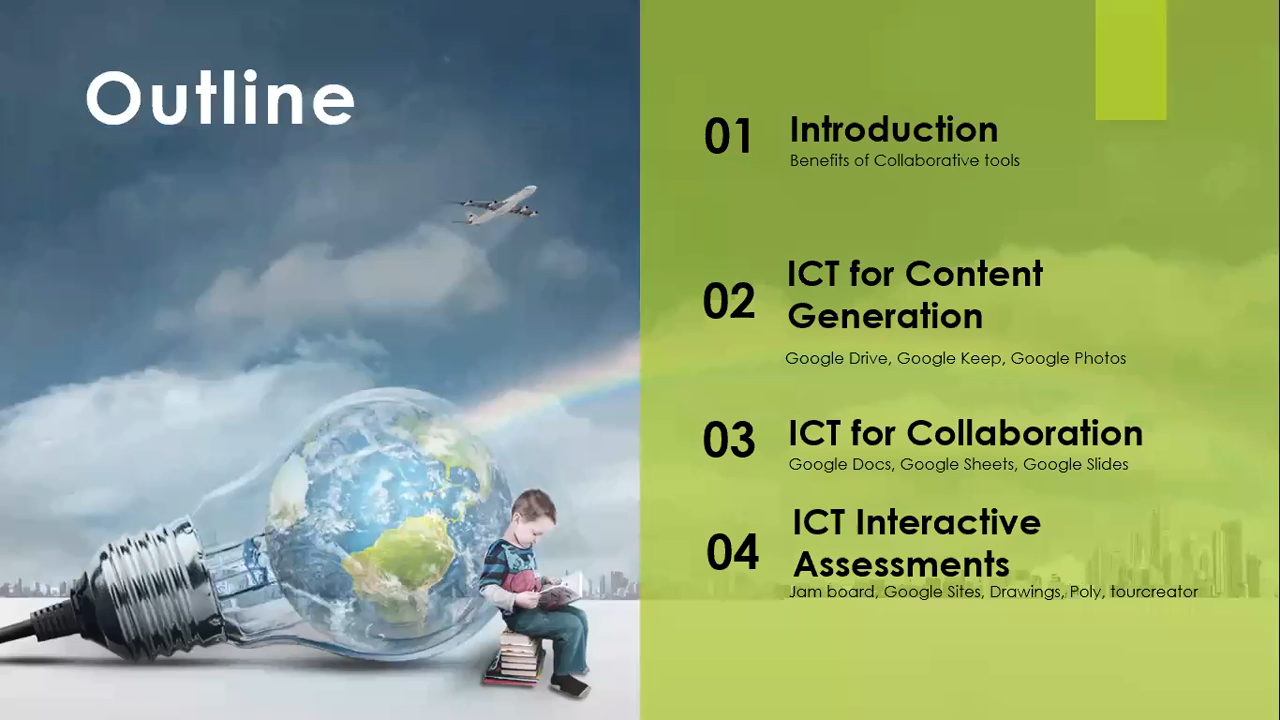 Outline
01
Introduction
Benefits of Collaborative tools
02
ICT for Content
Generation
Google Drive, Google Keep, Google Photos
03
ICT for Collaboration
Google Docs, Google Sheets, Google Slides
04
ICT Interactive
Assessments
Jam board, Google Sites, Drawings, Poly, tourcreator